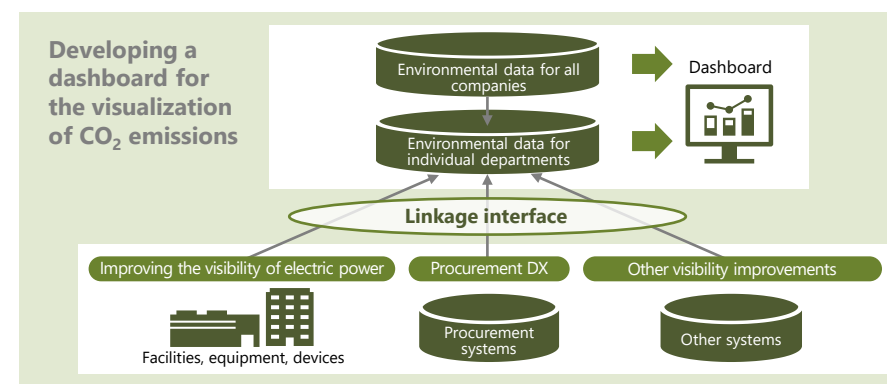 Developing a
dashboard for
the visualization
of CO₂ emissions
Environmental data for all
companies
Dashboard
Environmental data for
individual departments
Linkage interface
Improving the visibility of electric power
Procurement DX
Other visibility improvements
Facilities, equipment, devices
Procurement
systems
Other systems